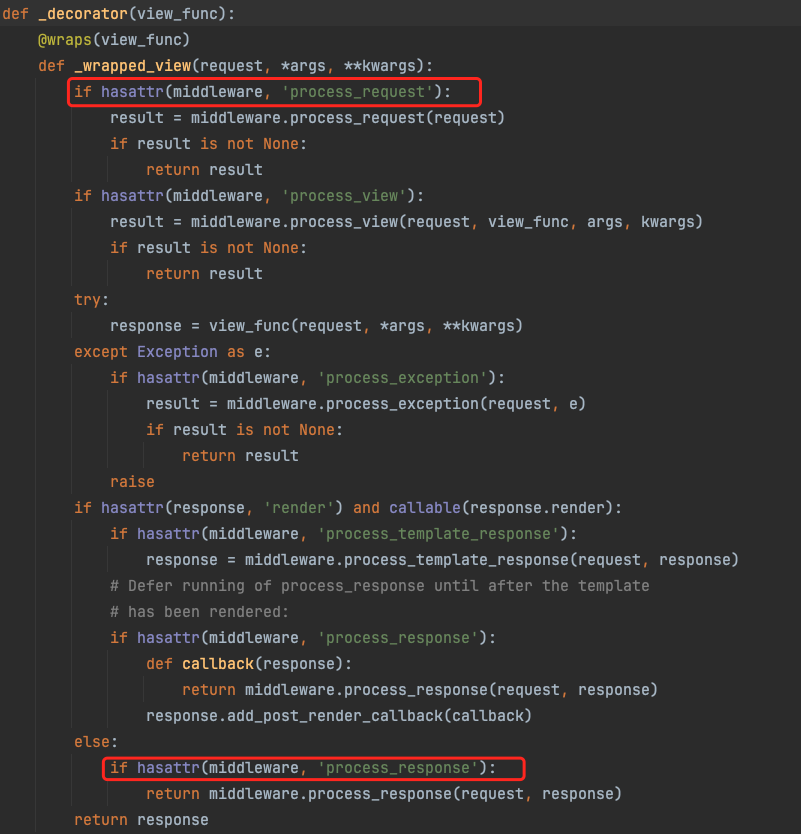 def _decorator(view_func):
    @wraps(view_func)
    def _wrapped_view(request, *args, **kwargs):
        if hasattr(middleware, 'process_request'):
            result = middleware.process_request(request)
            if result is not None:
                return result
        if hasattr(middleware, 'process_view'):
            result = middleware.process_view(request, view_func, args, kwargs)
            if result is not None:
                return result
        try:
            response = view_func(request, *args, **kwargs)
        except Exception as e:
            if hasattr(middleware, 'process_exception'):
                result = middleware.process_exception(request, e)
                if result is not None:
                    return result
            raise
        if hasattr(response, 'render') and callable(response.render):
            if hasattr(middleware, 'process_template_response'):
                response = middleware.process_template_response(request, response)
            # Defer running of process_response until after the template
            # has been rendered:
            if hasattr(middleware, 'process_response'):
                def callback(response):
                    return middleware.process_response(request, response)
                response.add_post_render_callback(callback)
        else:
            if hasattr(middleware, 'process_response'):
                return middleware.process_response(request, response)
        return response